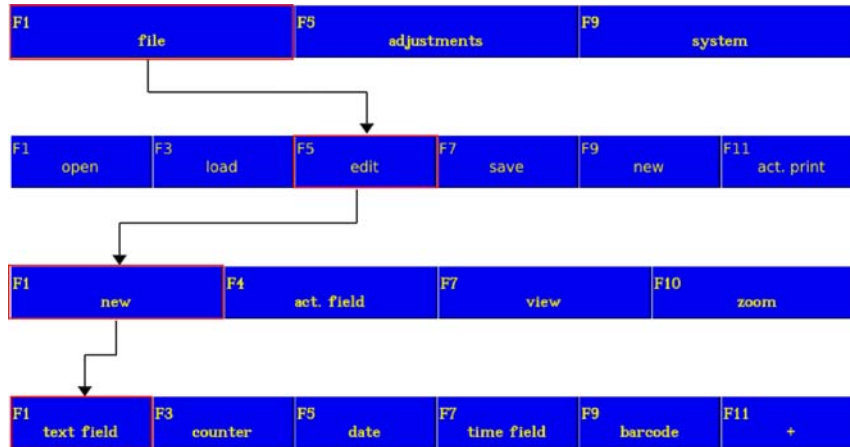 F1 F5 F9
file adjustments system
F1 F3 F5 F7 F9 F11
open load edit save new act. print
F1 F4 F7 F10
new act. field view zoom
F1 F3 F5 F7 F9 F11
text field counter date time field barcode +